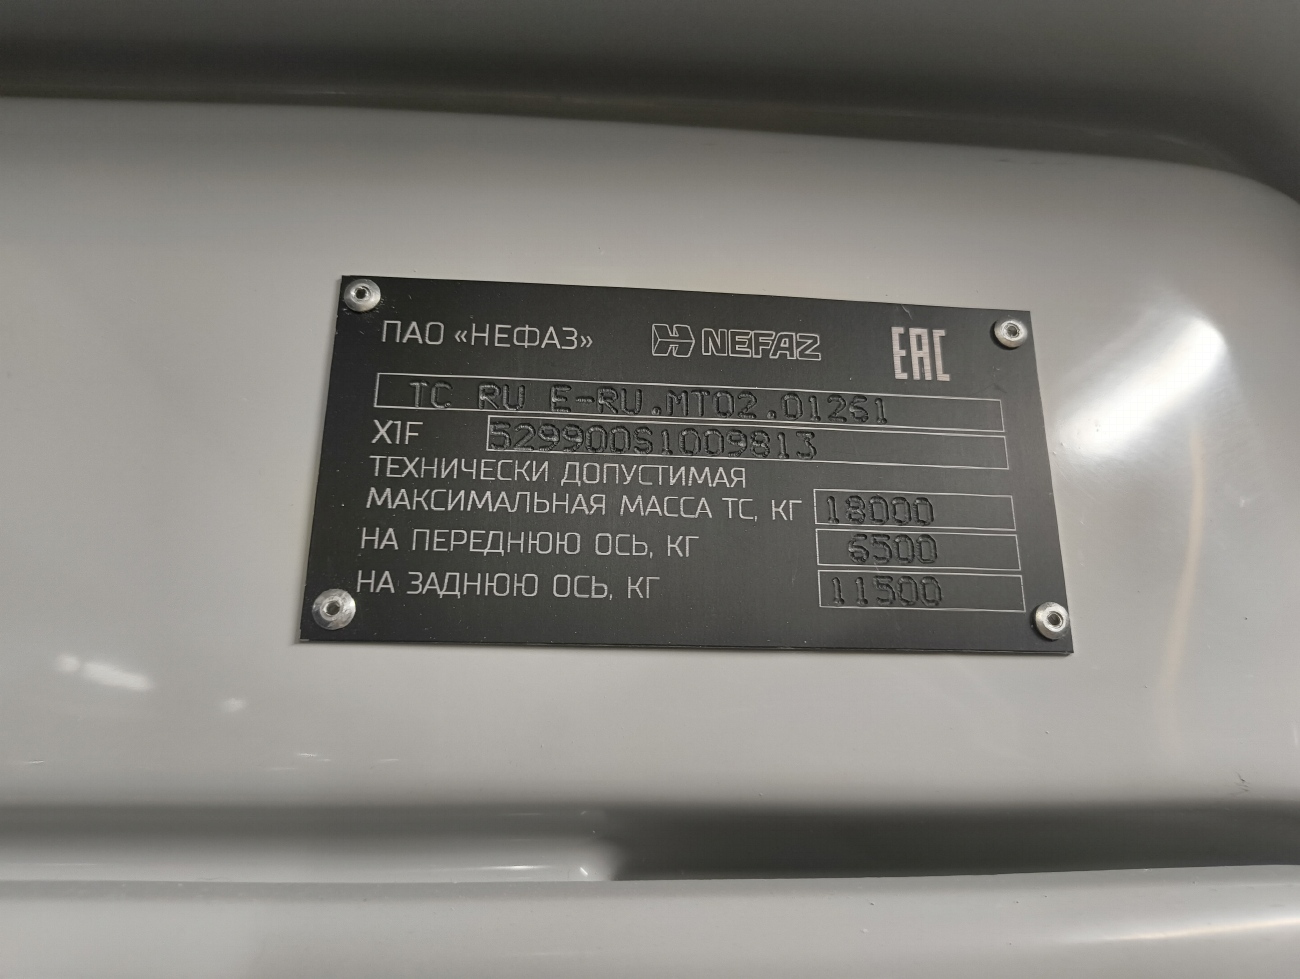 ПАО «НЕФАЗ» NEFAZ EAC
TC RU E-RU.MT02.01261
X1F 529900S1009813
ТЕХНИЧЕСКИ ДОПУСТИМАЯ
МАКСИМАЛЬНАЯ МАССА ТС, КГ 18000
НА ПЕРЕДНЮЮ ОСЬ, КГ 6500
НА ЗАДНЮЮ ОСЬ, КГ 11500